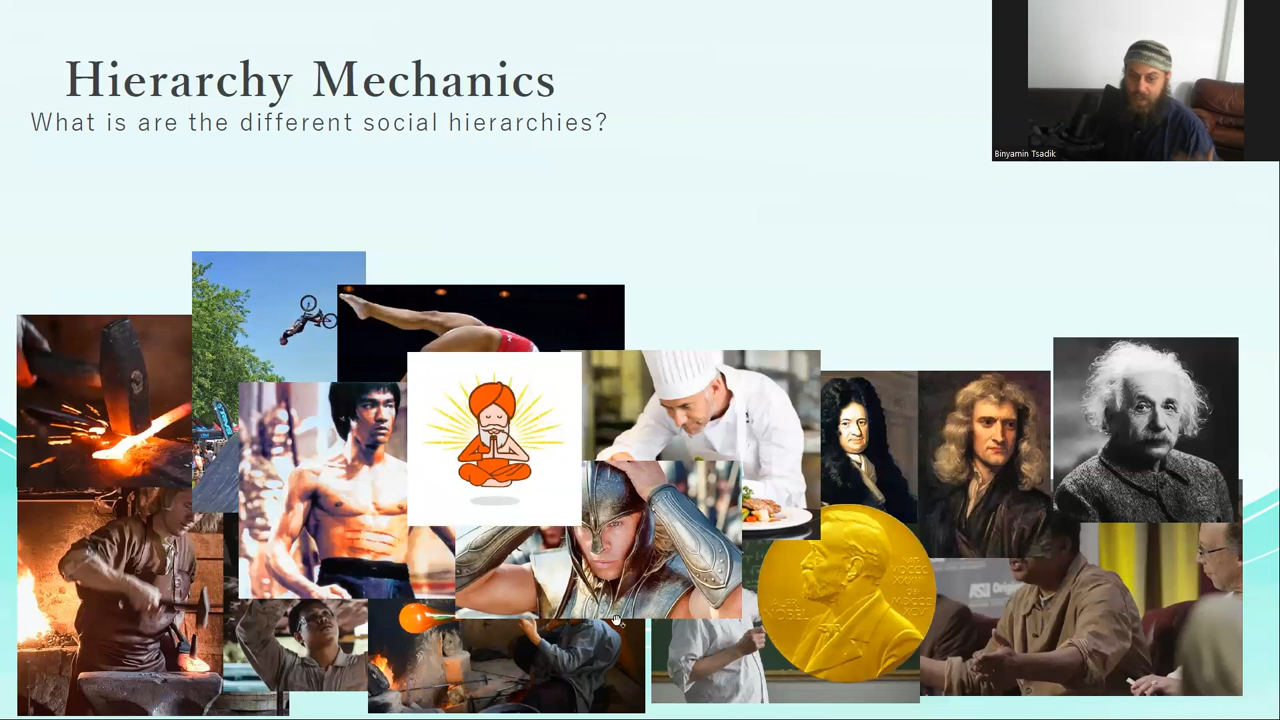 Hierarchy Mechanics
What is are the different social hierarchies?
Binyamin Tsadik